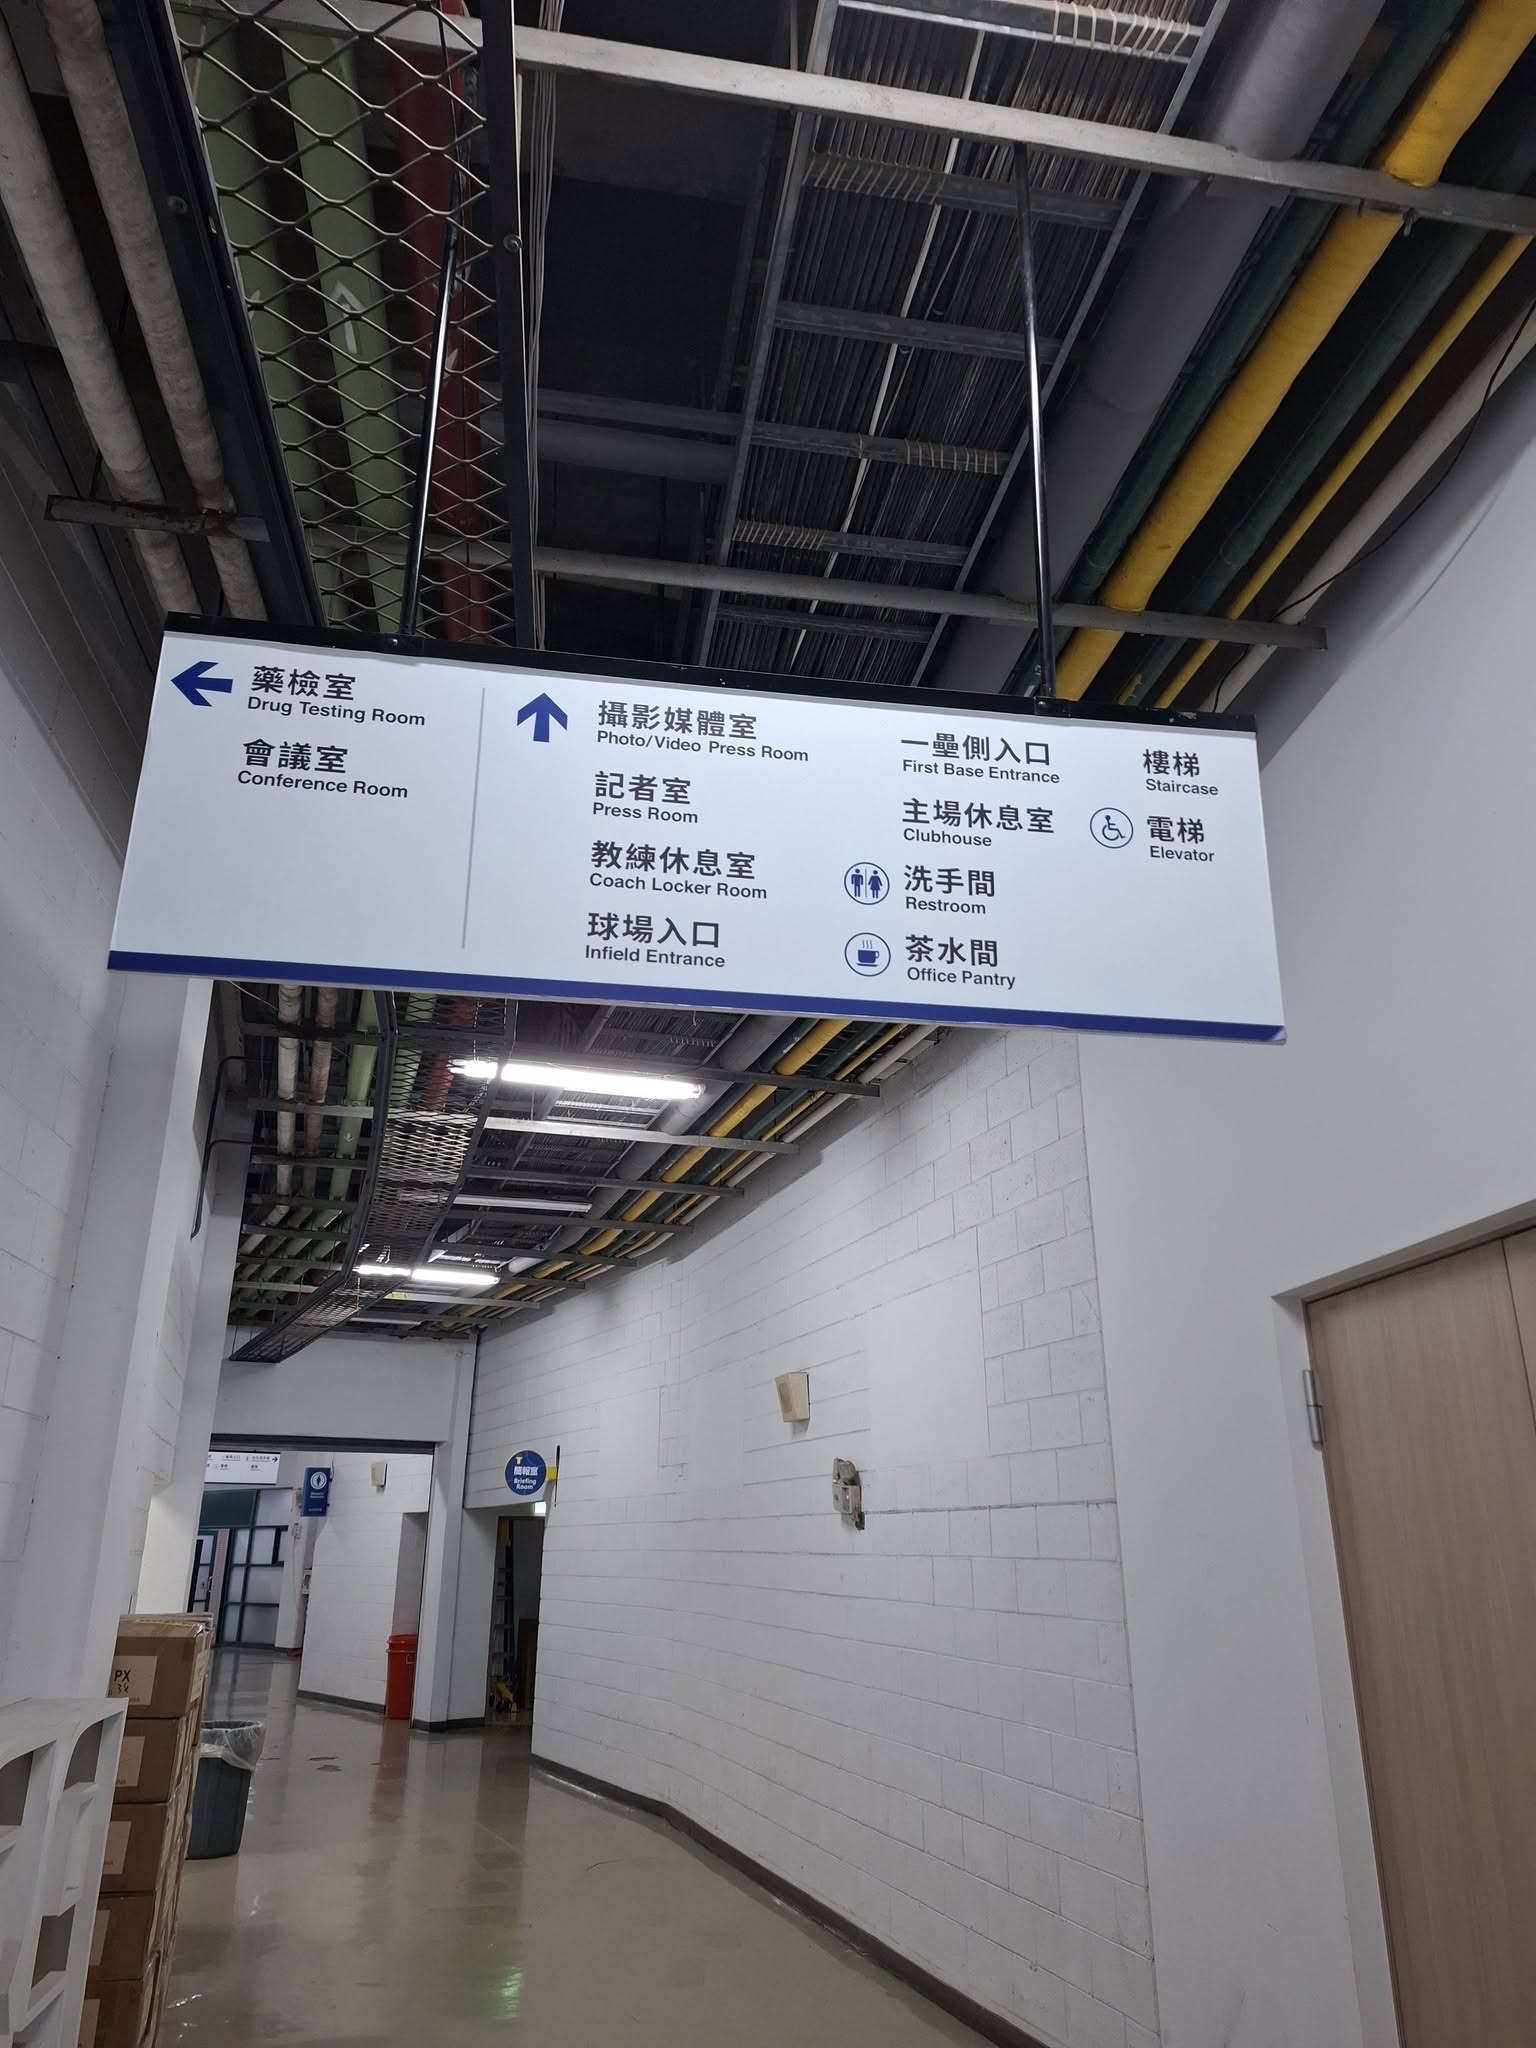 藥檢室
Drug Testing Room
會議室
Conference Room
攝影媒體室
Photo/Video Press Room
記者室
Press Room
教練休息室
Coach Locker Room
球場入口
Infield Entrance
一壘側入口
First Base Entrance
主場休息室
Clubhouse
洗手間
Restroom
茶水間
Office Pantry
樓梯
Staircase
電梯
Elevator
簡報室
Briefing
Room
PX